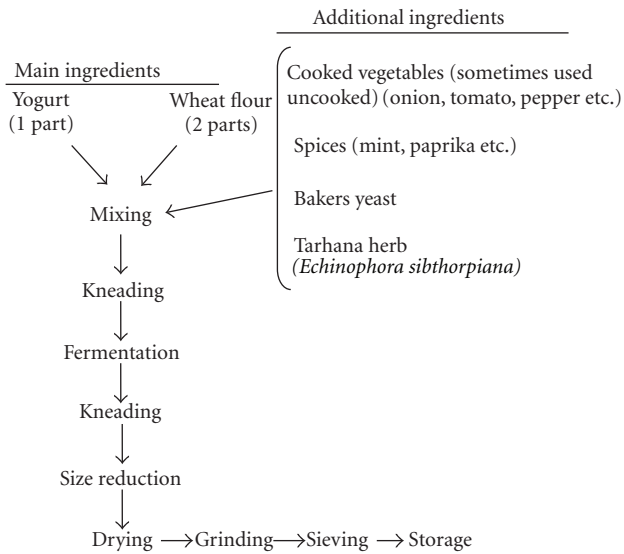 Additional ingredients
Main ingredients
Yogurt
(1 part)
Wheat flour
(2 parts)
Cooked vegetables (sometimes used
uncooked) (onion, tomato, pepper etc.)
Spices (mint, paprika etc.)
Bakers yeast
Tarhana herb
(Echinophora sibthorpiana)
Mixing
Kneading
Fermentation
Kneading
Size reduction
Drying Grinding Sieving Storage